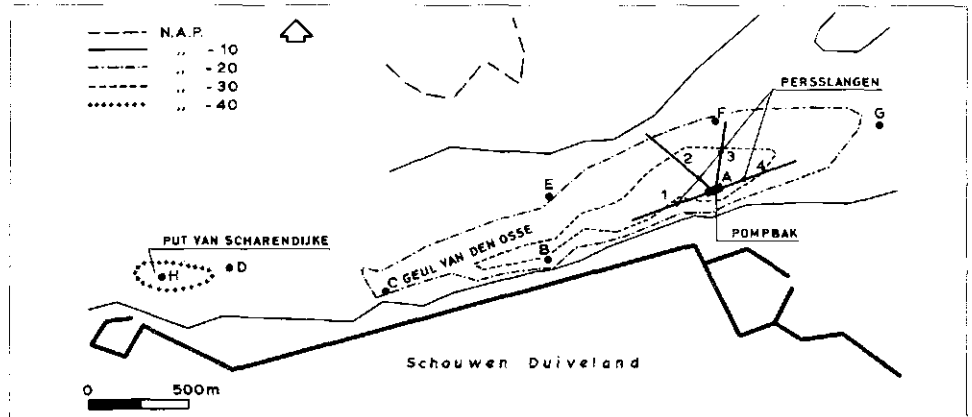 N.A.P.
„ - 10
„ - 20
„ - 30
„ - 40
PERSSLANGEN
F
G
2
3
4
A
1
E
POMPBAK
PUT VAN SCHARENDIJKE
GEUL VAN DEN OSSE
B
H
D
C
Schouwen Duiveland
0 500m